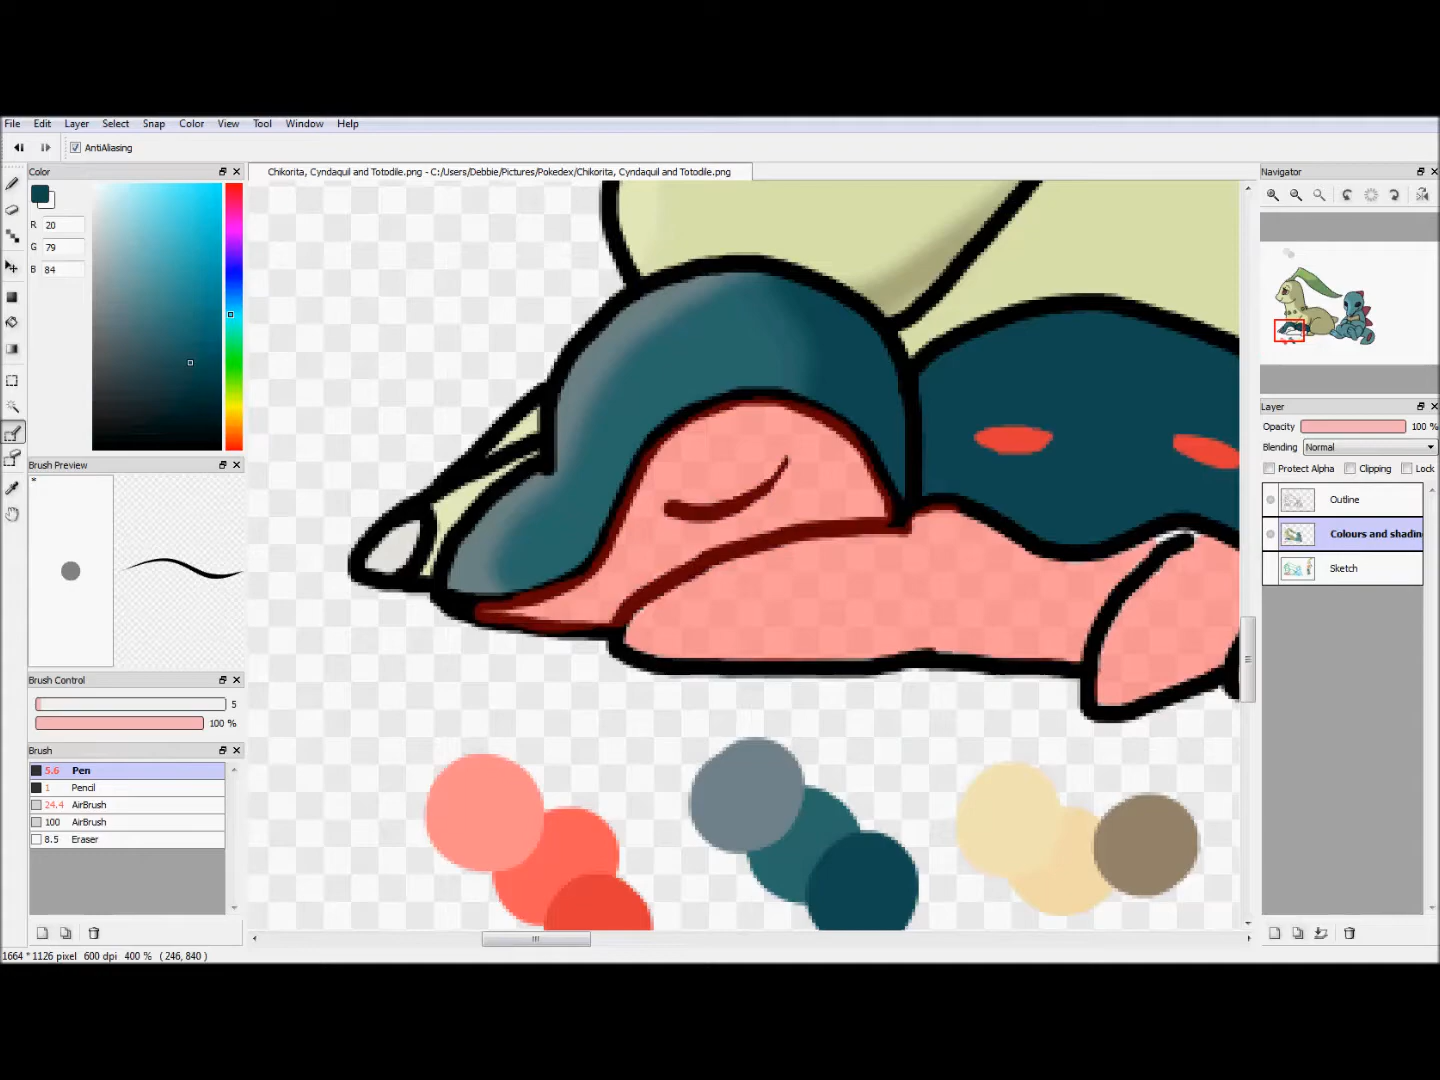 File Edit Layer Select Snap Color View Tool Window Help
AntiAliasing
Color
Chikorita, Cyndaquil and Totodile.png - C:/Users/Debbie/Pictures/Pokedex/Chikorita, Cyndaquil and Totodile.png
Navigator
R 20
G 79
B 84
Layer
Opacity 100 %
Blending Normal
Protect Alpha Clipping Lock
Outline
Colours and shadin
Sketch
Brush Preview
*
Brush Control
5
100 %
Brush
5.6 Pen
1 Pencil
24.4 AirBrush
100 AirBrush
8.5 Eraser
1664 * 1126 pixel 600 dpi 400 % ( 246, 840 )